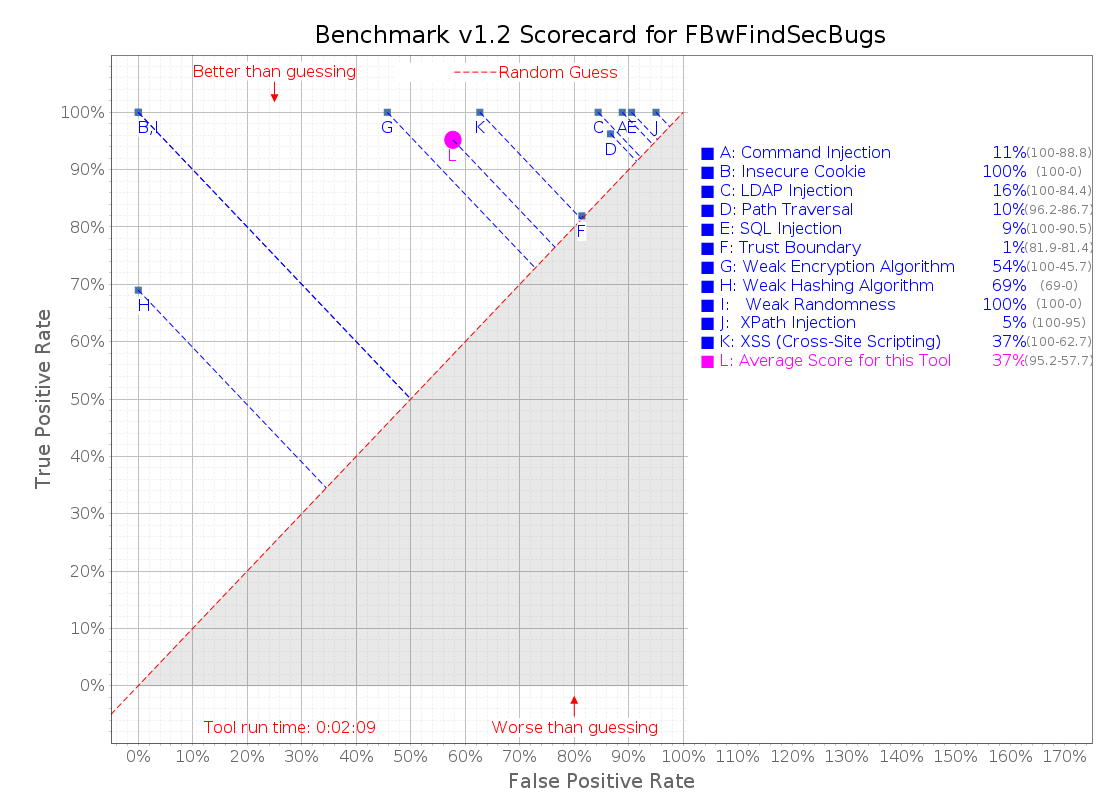 Benchmark v1.2 Scorecard for FBwFindSecBugs
Better than guessing
Random Guess
100%
90%
80%
70%
60%
50%
40%
30%
20%
10%
0%
True Positive Rate
B,I
G
K
L
C
A
E
J
D
F
H
A: Command Injection 11% (100-88.8)
B: Insecure Cookie 100% (100-0)
C: LDAP Injection 16% (100-84.4)
D: Path Traversal 10% (96.2-86.7)
E: SQL Injection 9% (100-90.5)
F: Trust Boundary 1% (81.9-81.4)
G: Weak Encryption Algorithm 54% (100-45.7)
H: Weak Hashing Algorithm 69% (69-0)
I: Weak Randomness 100% (100-0)
J: XPath Injection 5% (100-95)
K: XSS (Cross-Site Scripting) 37% (100-62.7)
L: Average Score for this Tool 37% (95.2-57.7)
Tool run time: 0:02:09
Worse than guessing
0% 10% 20% 30% 40% 50% 60% 70% 80% 90% 100% 110% 120% 130% 140% 150% 160% 170%
False Positive Rate